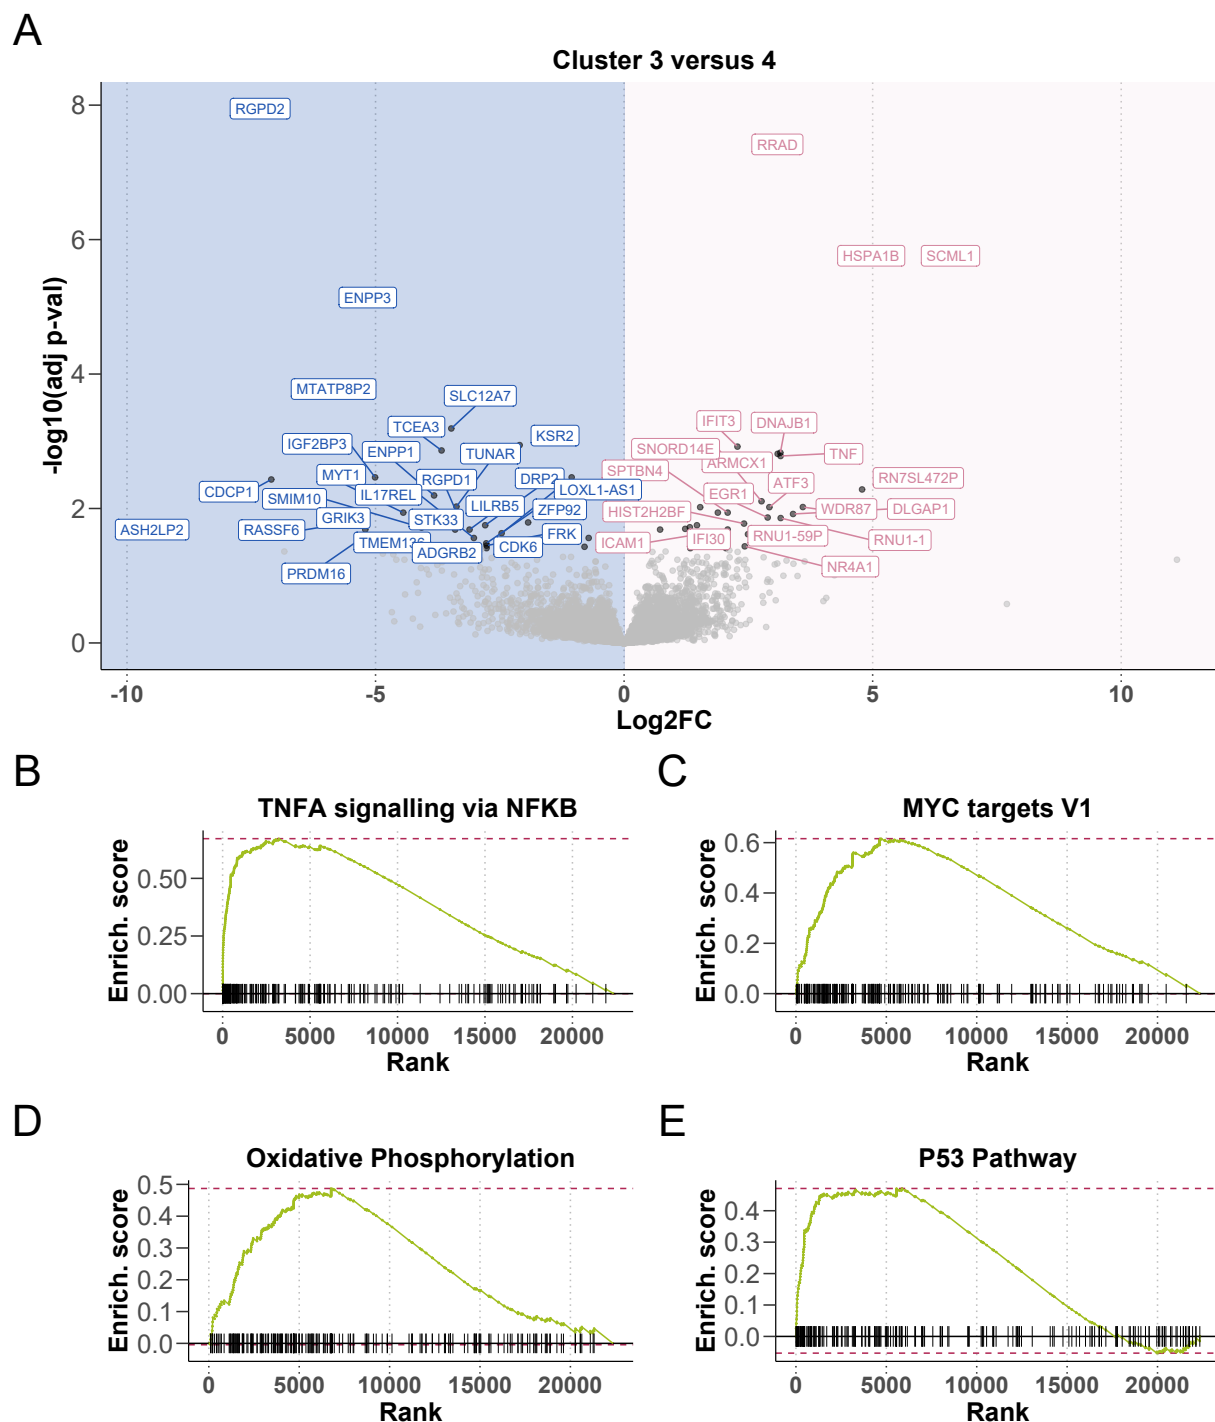 A
Cluster 3 versus 4
-log10(adj p-val)
8
6
4
2
0
RGPD2
RRAD
HSPA1B
SCML1
ENPP3
MTATP8P2
SLC12A7
TCEA3
IFIT3
DNAJB1
KSR2
IGF2BP3
ENPP1
TUNAR
SNORD14E
ARMCX1
TNF
MYT1
RGPD1
DRP2
SPTBN4
ATF3
RN7SL472P
CDCP1
SMIM10
IL17REL
LILRB5
LOXL1-AS1
EGR1
WDR87
DLGAP1
ASH2LP2
RASSF6
GRIK3
STK33
ZFP92
HIST2H2BF
TMEM136
ADGRB2
CDK6
FRK
ICAM1
IFI30
RNU1-59P
RNU1-1
PRDM16
NR4A1
-10
-5
0
5
10
Log2FC
B
TNFA signalling via NFKB
Enrich. score
0.50
0.25
0.00
0
5000
10000
15000
20000
Rank
C
MYC targets V1
Enrich. score
0.6
0.4
0.2
0.0
0
5000
10000
15000
20000
Rank
D
Oxidative Phosphorylation
Enrich. score
0.5
0.4
0.3
0.2
0.1
0.0
0
5000
10000
15000
20000
Rank
E
P53 Pathway
Enrich. score
0.4
0.3
0.2
0.1
0.0
0
5000
10000
15000
20000
Rank